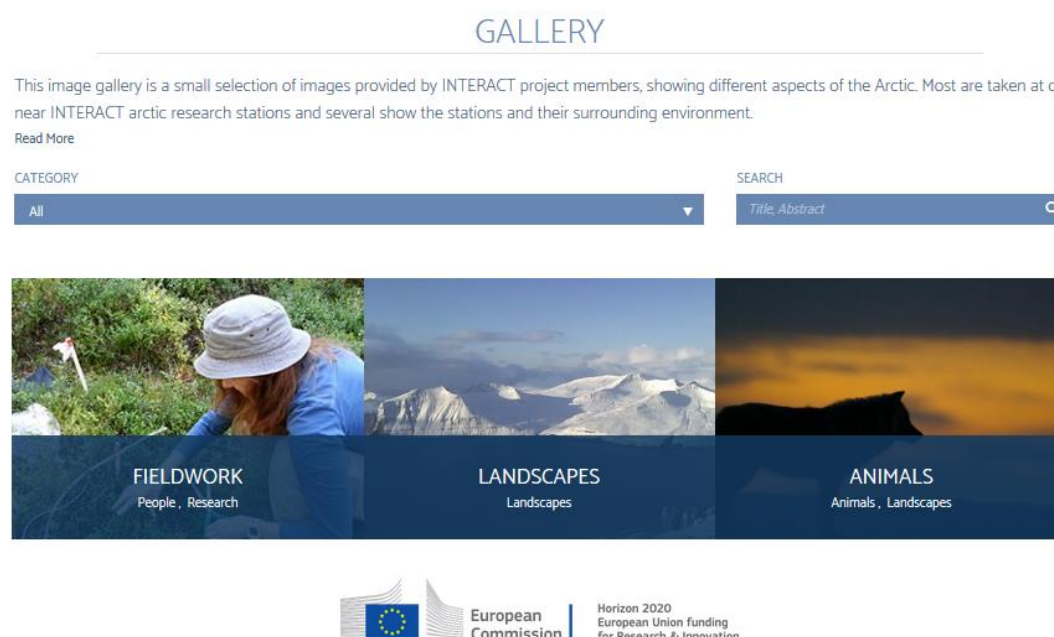 GALLERY
This image gallery is a small selection of images provided by INTERACT project members, showing different aspects of the Arctic. Most are taken at
near INTERACT arctic research stations and several show the stations and their surrounding environment.
Read More
CATEGORY
SEARCH
All
Title, Abstract
FIELDWORK
People , Research
LANDSCAPES
Landscapes
ANIMALS
Animals , Landscapes
European
Commission
Horizon 2020
European Union funding
for Research & Innovation